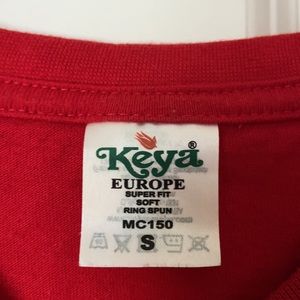 Keya®
EUROPE
SUPER FIT
SOFT
RING SPUN
MC150
S